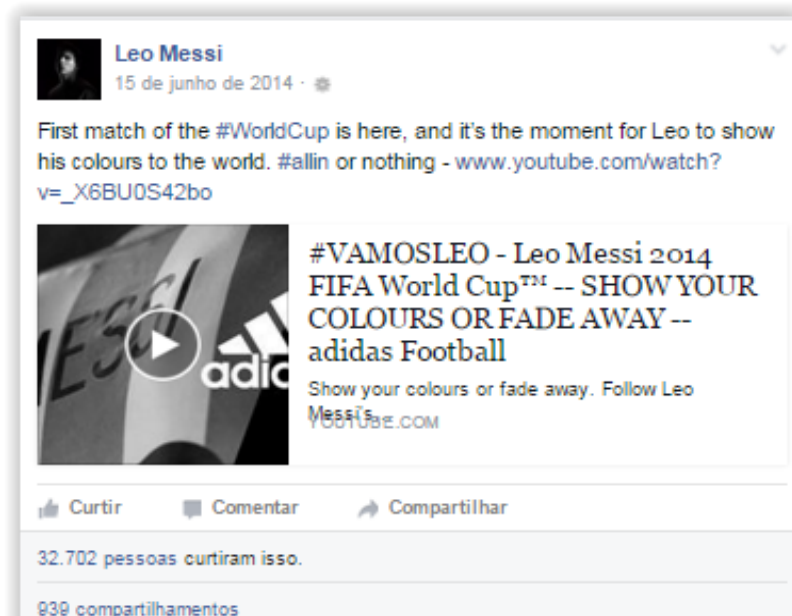 Leo Messi
15 de junho de 2014 ·
First match of the #WorldCup is here, and it's the moment for Leo to show
his colours to the world. #allin or nothing - www.youtube.com/watch?
v=_X6BU0S42bo
MESSI
adid
#VAMOSLEO - Leo Messi 2014
FIFA World Cup™ -- SHOW YOUR
COLOURS OR FADE AWAY --
adidas Football
Show your colours or fade away. Follow Leo
Messi's...
YOUTUBE.COM
Curtir Comentar Compartilhar
32.702 pessoas curtiram isso.
939 compartilhamentos